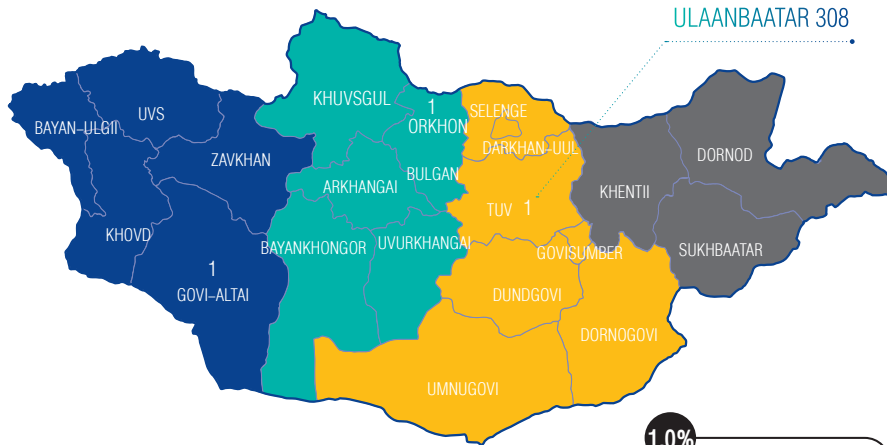 ULAANBAATAR 308
KHUVSGUL
1
ORKHON
SELENGE
UVS
BAYAN-ULGII
DARKHAN-UUL
ZAVKHAN
DORNOD
BULGAN
ARKHANGAI
KHENTII
TUV 1
KHOVD
BAYANKHONGOR
UVURKHANGAI
GOVISUMBER
SUKHBAATAR
1
GOVI-ALTAI
DUNDGOVI
DORNOGOVI
UMNUGOVI
1.0%